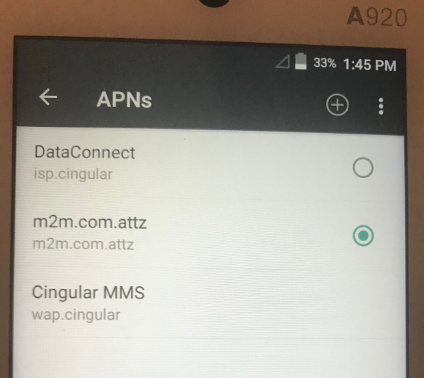 A920
33% 1:45 PM
APNs
DataConnect
isp.cingular
m2m.com.attz
m2m.com.attz
Cingular MMS
wap.cingular